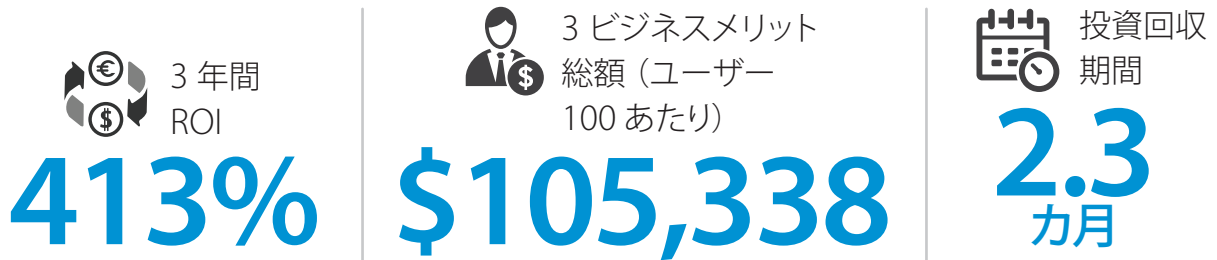 3 年間
ROI
413%
3 ビジネスメリット
総額（ユーザー
100 あたり）
$105,338
投資回収
期間
2.3
カ月